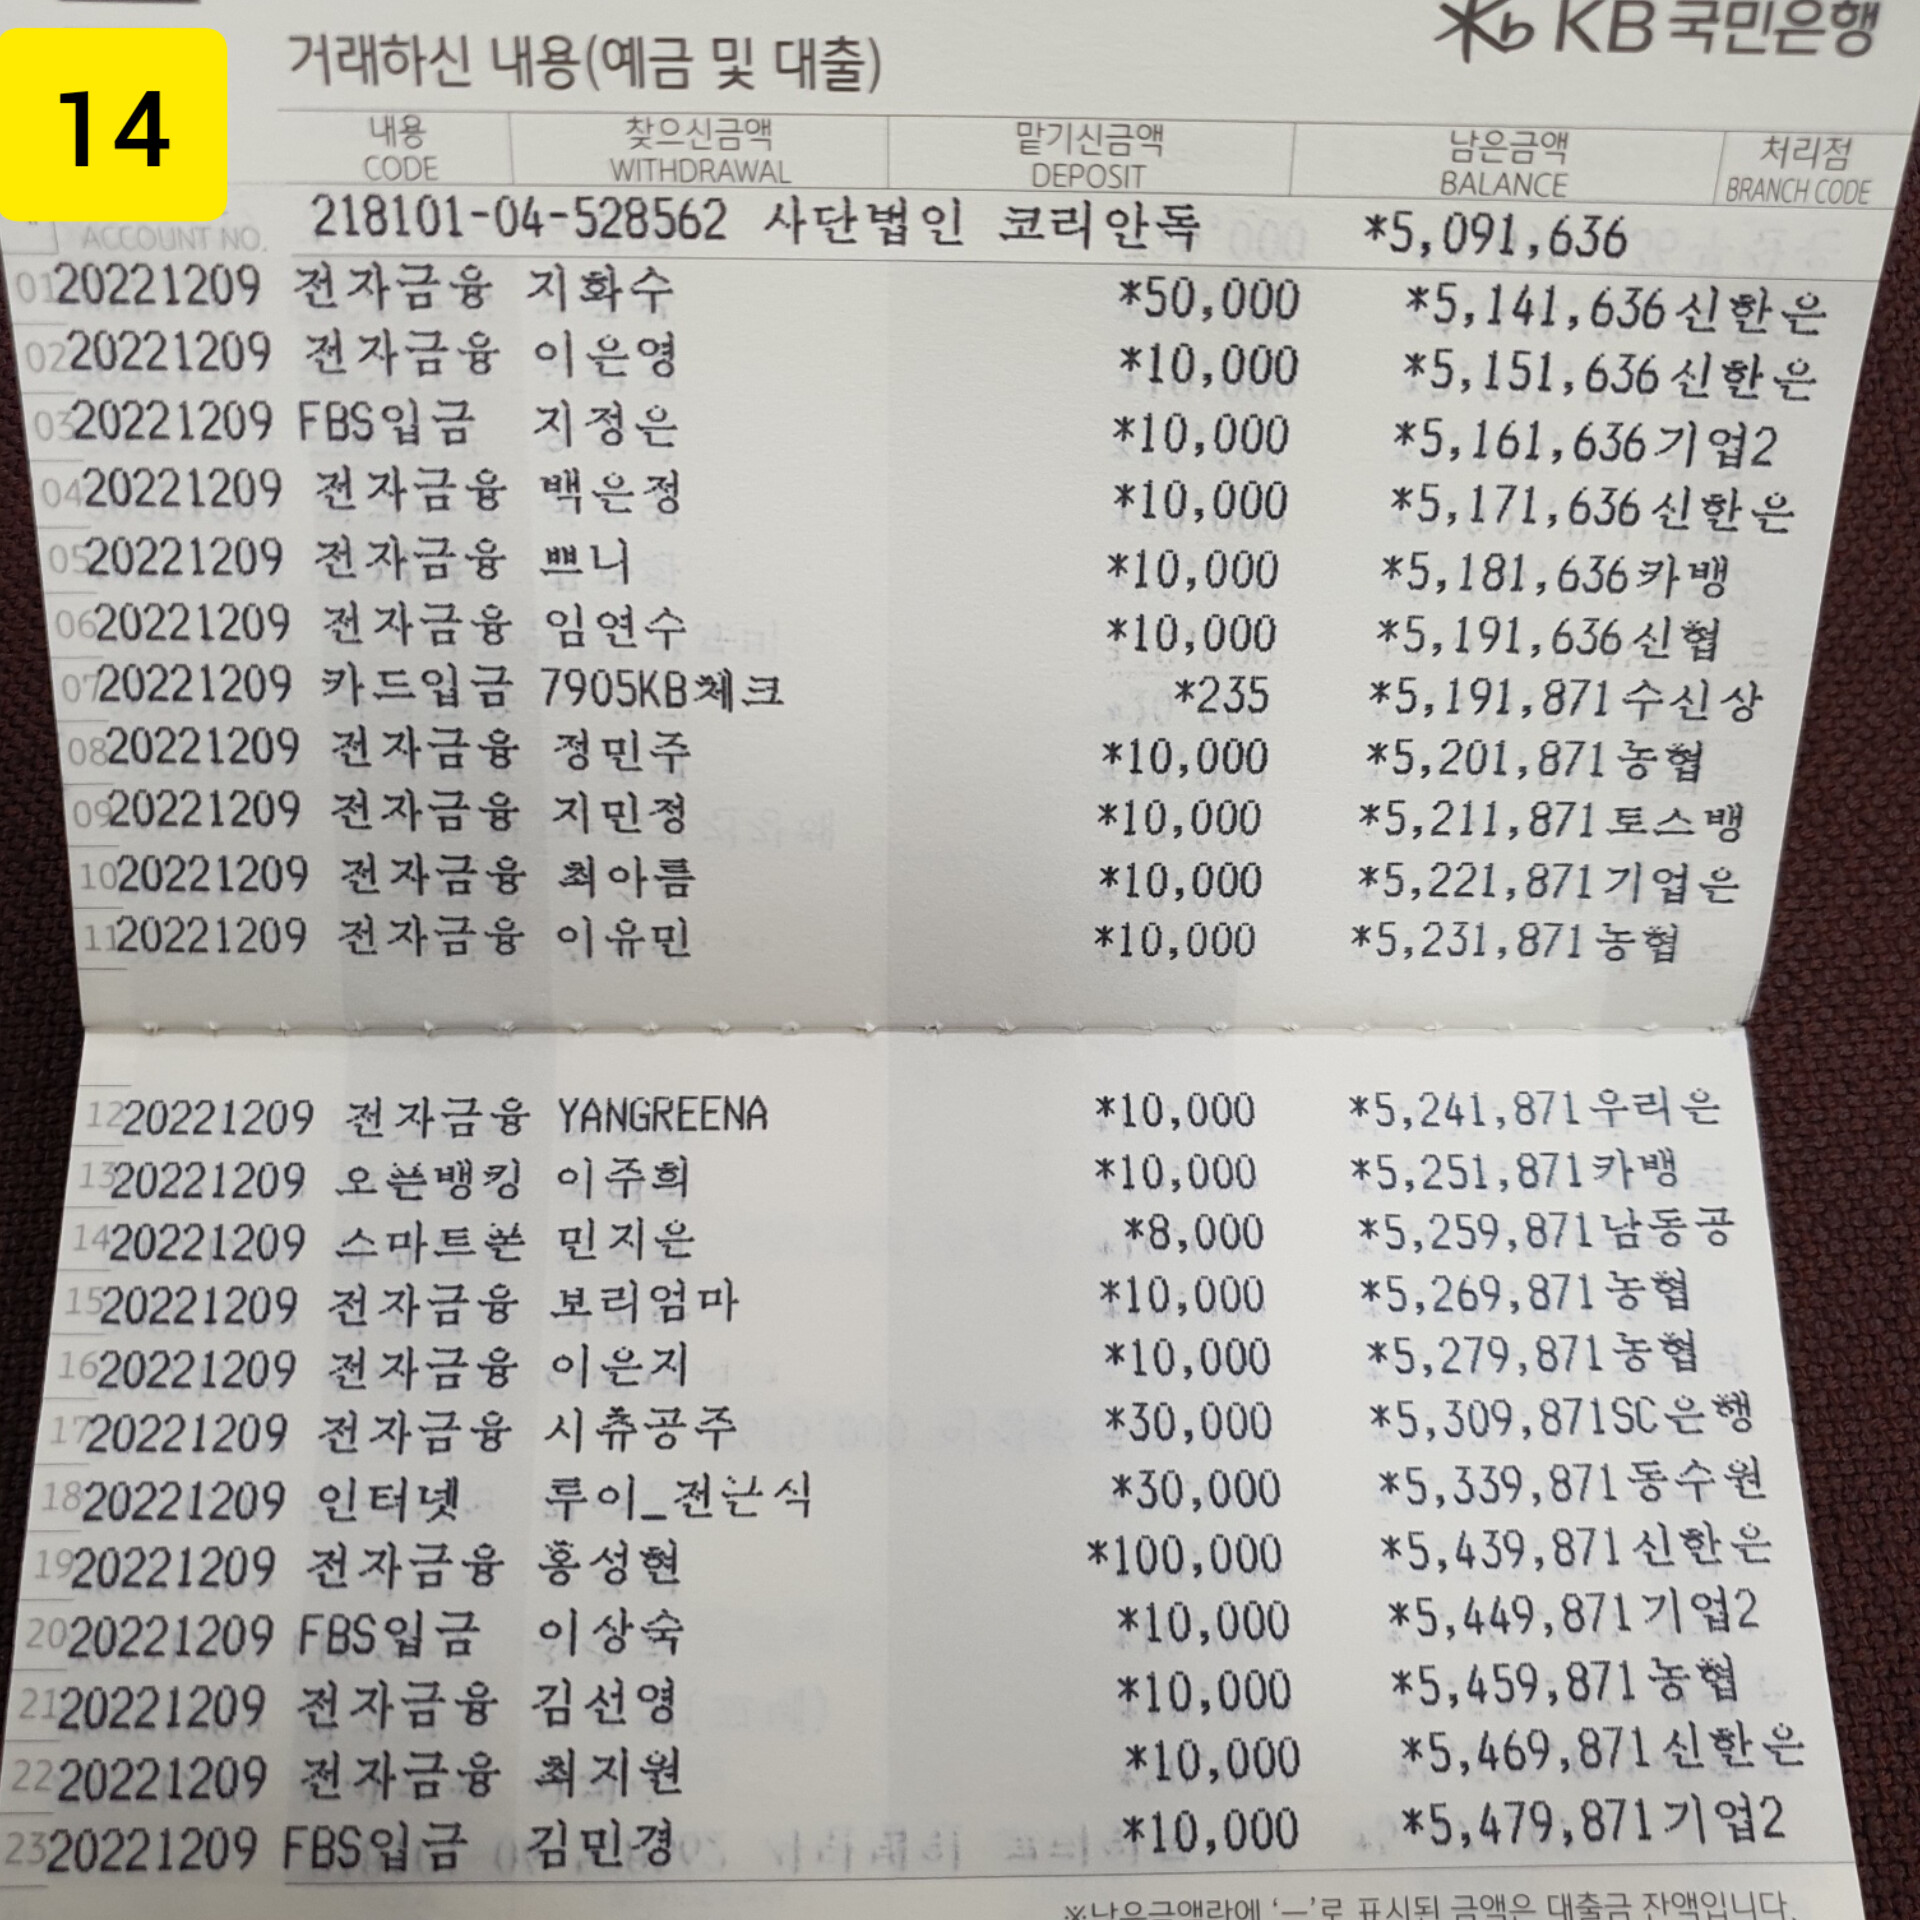 14
KB 국민은행
거래하신 내용(예금 및 대출)
내용 찾으신금액 맡기신금액 남은금액 처리점
CODE WITHDRAWAL DEPOSIT BALANCE BRANCH CODE
ACCOUNT NO. 218101-04-528562 사단법인 코리안독 *5,091,636
01 20221209 전자금융 지화수 *50,000 *5,141,636 신한은
02 20221209 전자금융 이은영 *10,000 *5,151,636 신한은
03 20221209 FBS입금 지정은 *10,000 *5,161,636 기업2
04 20221209 전자금융 백은정 *10,000 *5,171,636 신한은
05 20221209 전자금융 쁘니 *10,000 *5,181,636 카뱅
06 20221209 전자금융 임연수 *10,000 *5,191,636 신협
07 20221209 카드입금 7905KB체크 *235 *5,191,871 수신상
08 20221209 전자금융 정민주 *10,000 *5,201,871 농협
09 20221209 전자금융 지민정 *10,000 *5,211,871 토스뱅
10 20221209 전자금융 최아름 *10,000 *5,221,871 기업은
11 20221209 전자금융 이유민 *10,000 *5,231,871 농협
12 20221209 전자금융 YANGREENA *10,000 *5,241,871 우리은
13 20221209 오픈뱅킹 이주희 *10,000 *5,251,871 카뱅
14 20221209 스마트폰 민지은 *8,000 *5,259,871 남동공
15 20221209 전자금융 보리엄마 *10,000 *5,269,871 농협
16 20221209 전자금융 이은지 *10,000 *5,279,871 농협
17 20221209 전자금융 시츄공주 *30,000 *5,309,871 SC은행
18 20221209 인터넷 루이_전은식 *30,000 *5,339,871 동수원
19 20221209 전자금융 홍성현 *100,000 *5,439,871 신한은
20 20221209 FBS입금 이상숙 *10,000 *5,449,871 기업2
21 20221209 전자금융 김선영 *10,000 *5,459,871 농협
22 20221209 전자금융 최지원 *10,000 *5,469,871 신한은
23 20221209 FBS입금 김민경 *10,000 *5,479,871 기업2
※남은금액란에 ‘—’로 표시된 금액은 대출금 잔액입니다.